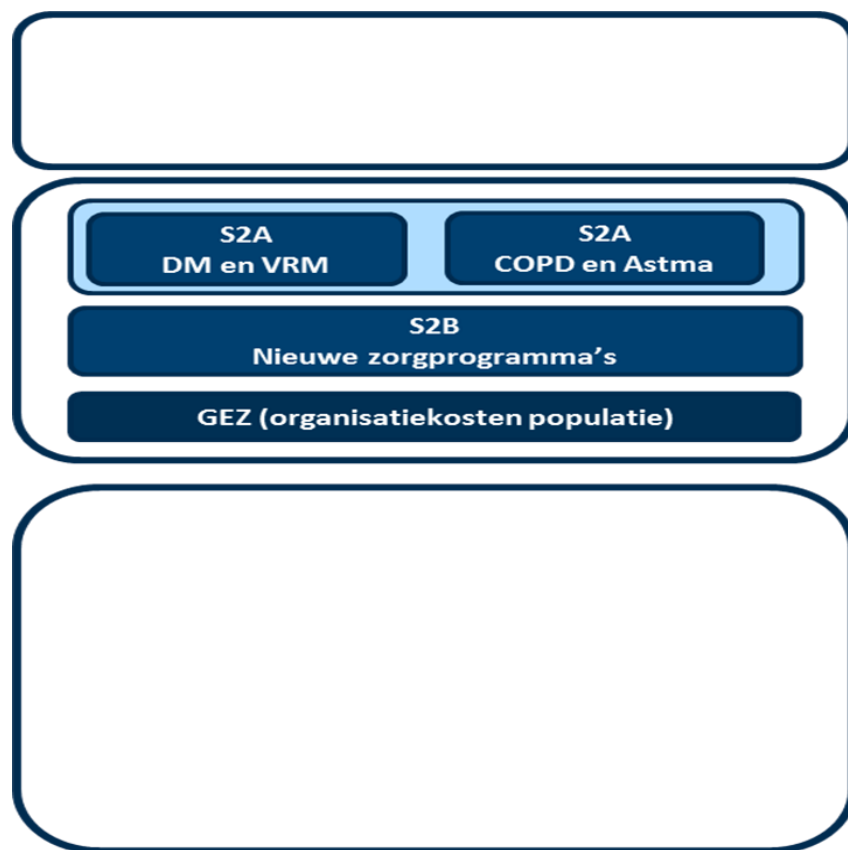 S2A
DM en VRM
S2A
COPD en Astma
S2B
Nieuwe zorgprogramma’s
GEZ (organisatiekosten populatie)